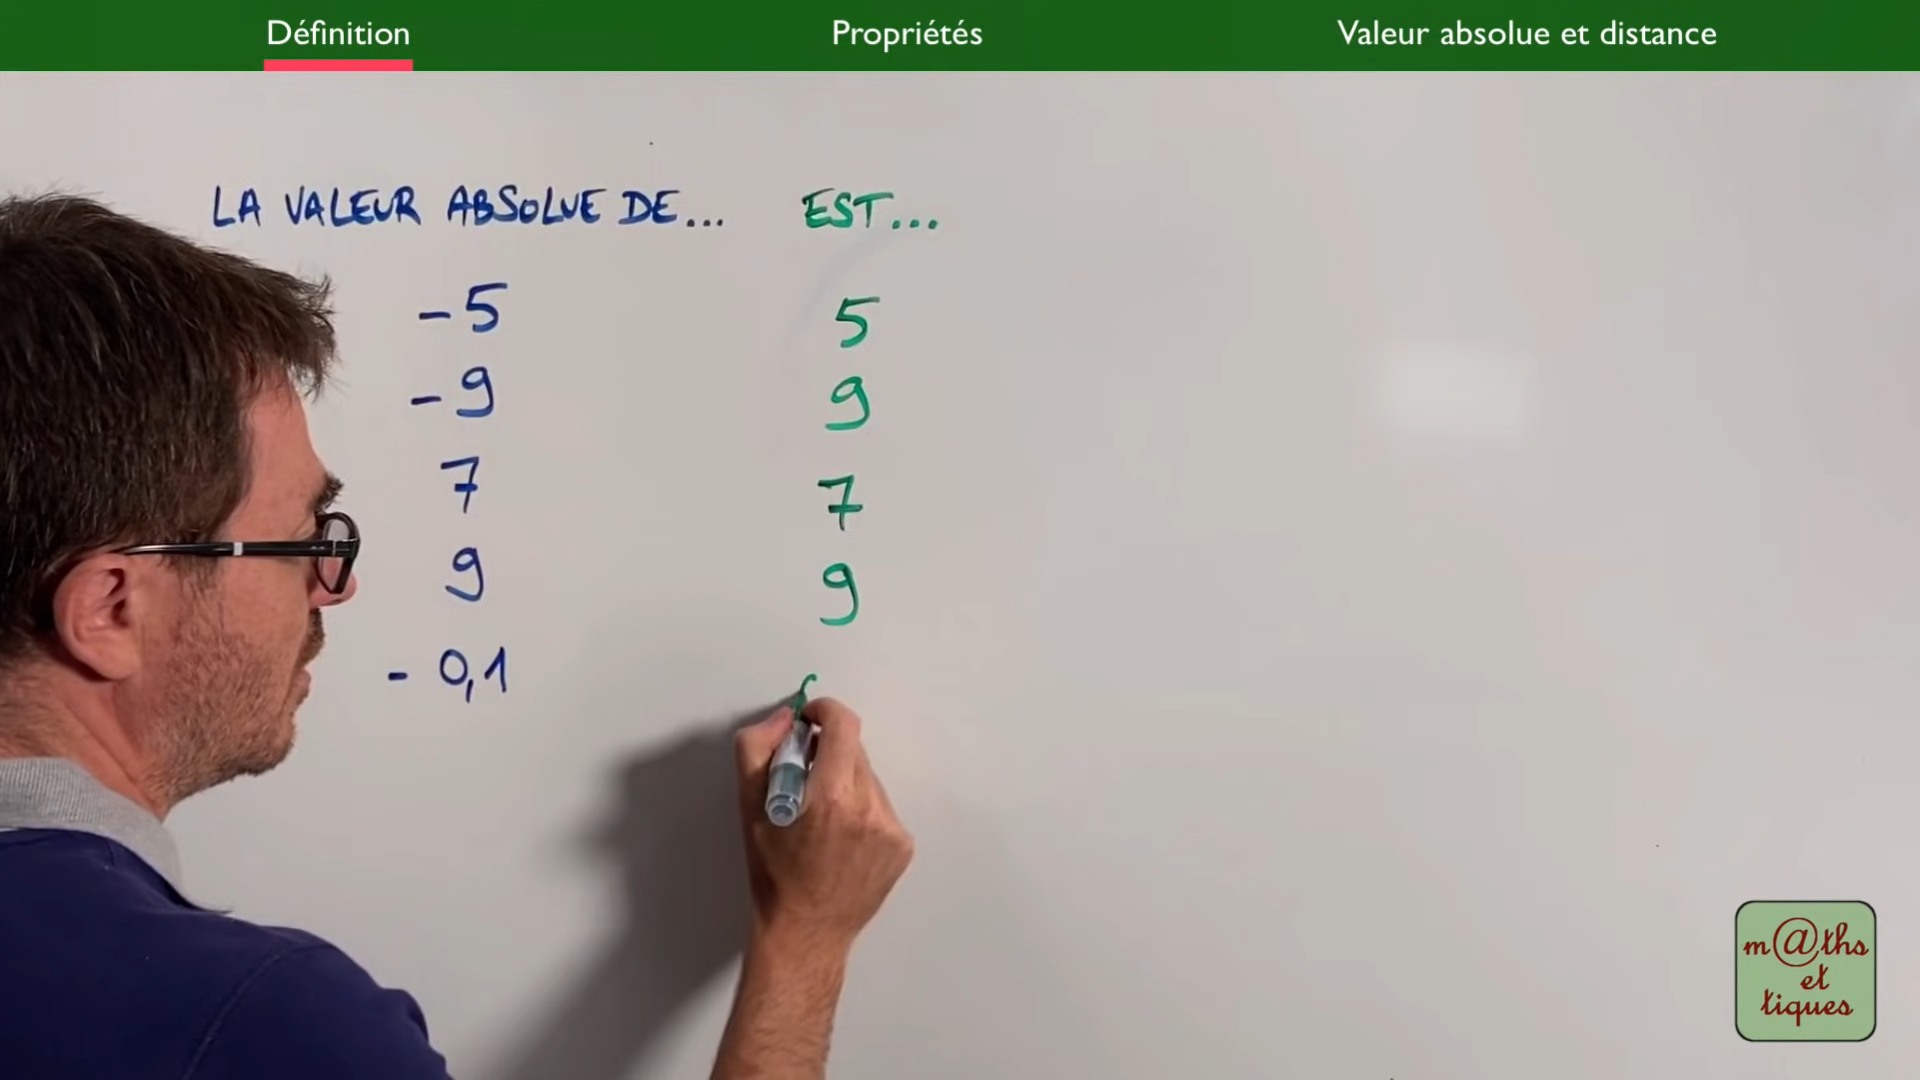 Définition Propriétés Valeur absolue et distance
LA VALEUR ABSOLUE DE... EST...
- 5 5
- 9 9
7 7
9 9
- 0,1
m@ths
et
tiques